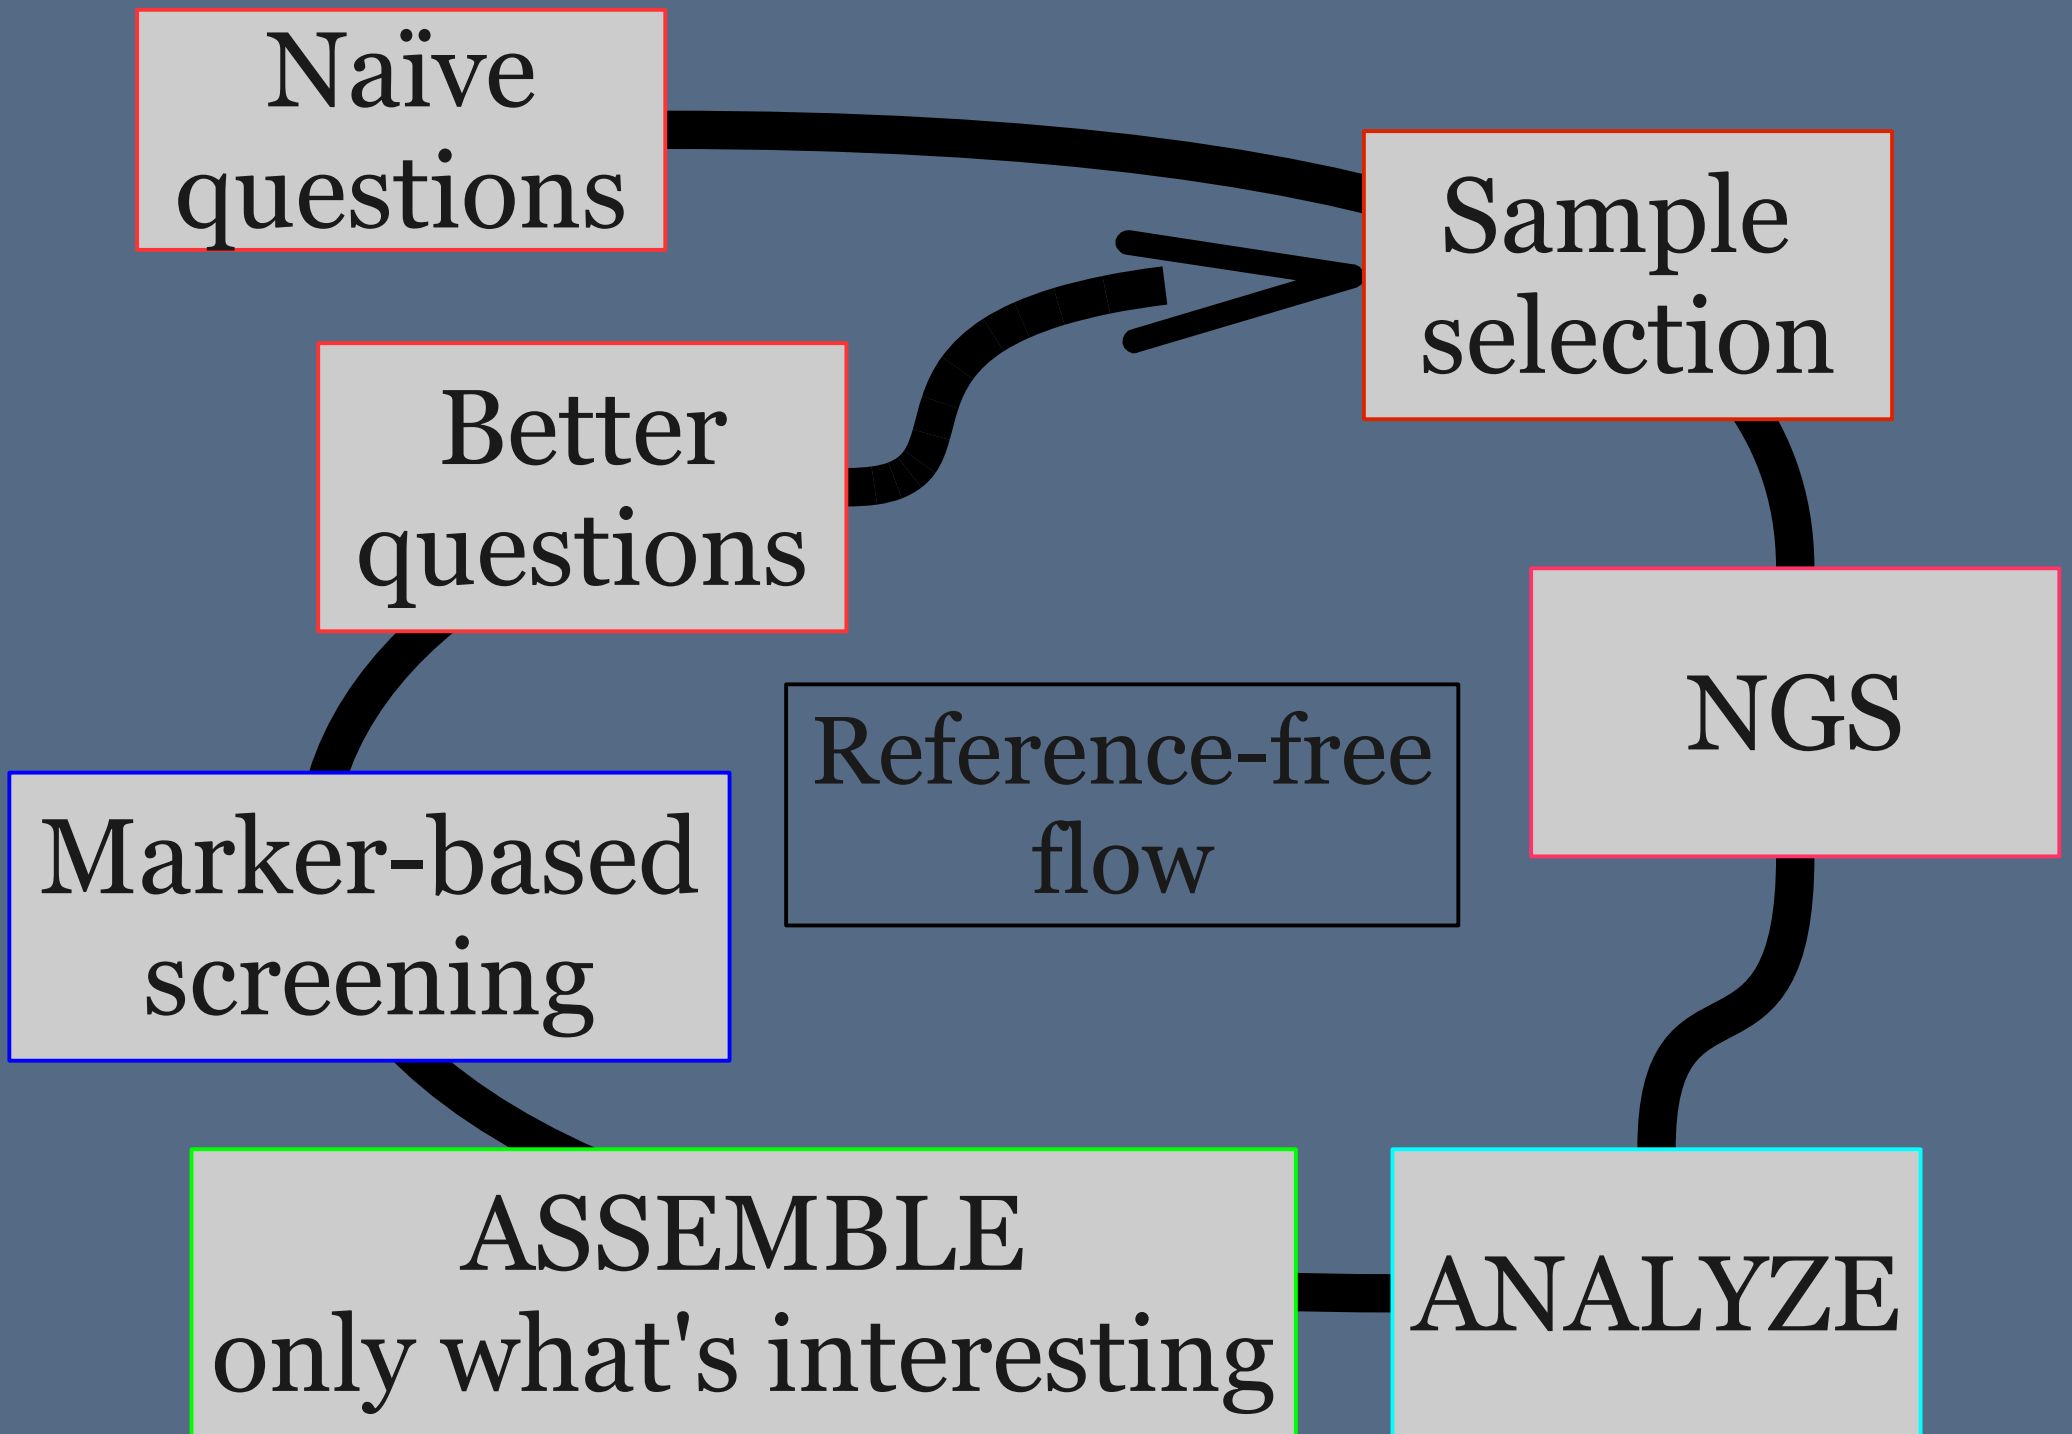 Naïve
questions
Sample
selection
Better
questions
NGS
Reference-free
flow
Marker-based
screening
ASSEMBLE
only what's interesting
ANALYZE